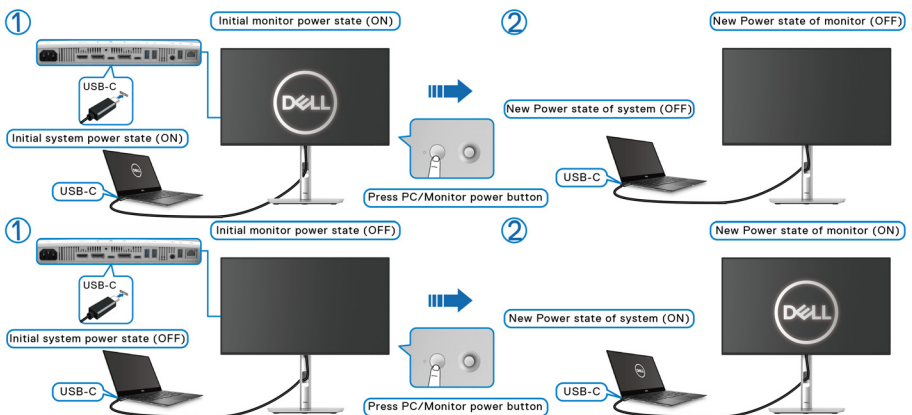 ①
Initial monitor power state (ON)
②
New Power state of monitor (OFF)
USB-C
DELL
New Power state of system (OFF)
Initial system power state (ON)
DELL
USB-C
USB-C
Press PC/Monitor power button
①
Initial monitor power state (OFF)
②
New Power state of monitor (ON)
USB-C
DELL
New Power state of system (ON)
Initial system power state (OFF)
DELL
USB-C
USB-C
Press PC/Monitor power button